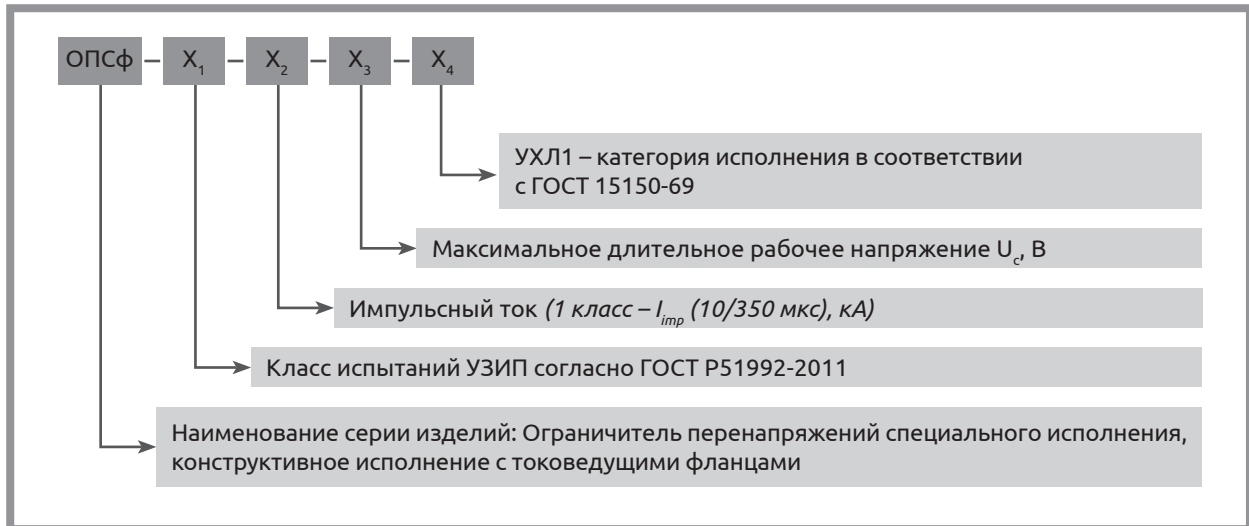 ОПСф – X₁ – X₂ – X₃ – X₄
УХЛ1 – категория исполнения в соответствии
с ГОСТ 15150-69
Максимальное длительное рабочее напряжение U_c, В
Импульсный ток (1 класс – I_imp (10/350 мкс), кА)
Класс испытаний УЗИП согласно ГОСТ Р51992-2011
Наименование серии изделий: Ограничитель перенапряжений специального исполнения,
конструктивное исполнение с токоведущими фланцами